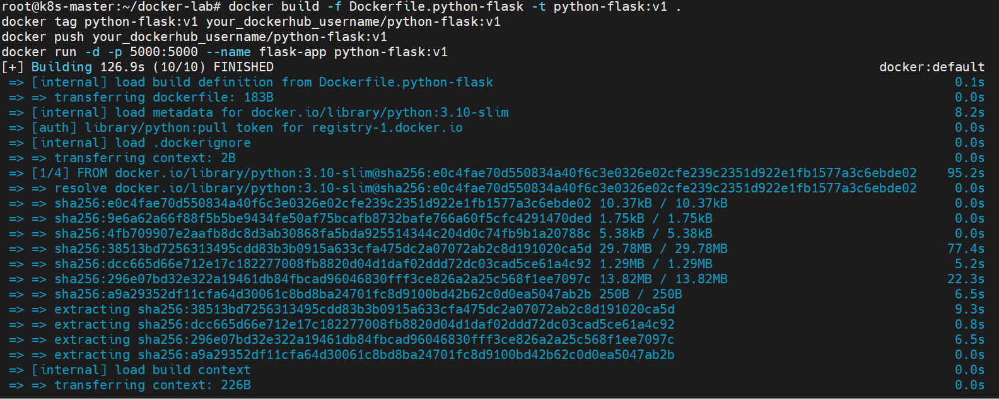 root@k8s-master:~/docker-lab# docker build -f Dockerfile.python-flask -t python-flask:v1 .
docker tag python-flask:v1 your_dockerhub_username/python-flask:v1
docker push your_dockerhub_username/python-flask:v1
docker run -d -p 5000:5000 --name flask-app python-flask:v1
[+] Building 126.9s (10/10) FINISHED docker:default
=> [internal] load build definition from Dockerfile.python-flask 0.1s
=> => transferring dockerfile: 183B 0.0s
=> [internal] load metadata for docker.io/library/python:3.10-slim 8.2s
=> [auth] library/python:pull token for registry-1.docker.io 0.0s
=> [internal] load .dockerignore 0.0s
=> => transferring context: 2B 0.0s
=> [1/4] FROM docker.io/library/python:3.10-slim@sha256:e0c4fae70d550834a40f6c3e0326e02cfe239c2351d922e1fb1577a3c6ebde02 95.2s
=> => resolve docker.io/library/python:3.10-slim@sha256:e0c4fae70d550834a40f6c3e0326e02cfe239c2351d922e1fb1577a3c6ebde02 0.0s
=> => sha256:e0c4fae70d550834a40f6c3e0326e02cfe239c2351d922e1fb1577a3c6ebde02 10.37kB / 10.37kB 0.0s
=> => sha256:9e6a62a66f88f5b5be9434fe50af75bcafb8732bafe766a60f5cfc4291470ded 1.75kB / 1.75kB 0.0s
=> => sha256:4fb709907e2aafb8dc8d3ab30868fa5bda925514344c204d0c74fb9b1a20788c 5.38kB / 5.38kB 0.0s
=> => sha256:38513bd7256313495cdd83b3b0915a633cfa475dc2a07072ab2c8d191020ca5d 29.78MB / 29.78MB 77.4s
=> => sha256:dcc665d66e712e17c182277008fb8820d04d1daf02ddd72dc03cad5ce61a4c92 1.29MB / 1.29MB 5.2s
=> => sha256:296e07bd32e322a19461db84fbcad96046830fff3ce826a2a25c568f1ee7097c 13.82MB / 13.82MB 22.3s
=> => sha256:a9a29352df11cfa64d30061c8bd8ba24701fc8d9100bd42b62c0d0ea5047ab2b 250B / 250B 6.5s
=> => extracting sha256:38513bd7256313495cdd83b3b0915a633cfa475dc2a07072ab2c8d191020ca5d 9.3s
=> => extracting sha256:dcc665d66e712e17c182277008fb8820d04d1daf02ddd72dc03cad5ce61a4c92 0.8s
=> => extracting sha256:296e07bd32e322a19461db84fbcad96046830fff3ce826a2a25c568f1ee7097c 6.5s
=> => extracting sha256:a9a29352df11cfa64d30061c8bd8ba24701fc8d9100bd42b62c0d0ea5047ab2b 0.0s
=> [internal] load build context 0.0s
=> => transferring context: 226B 0.0s